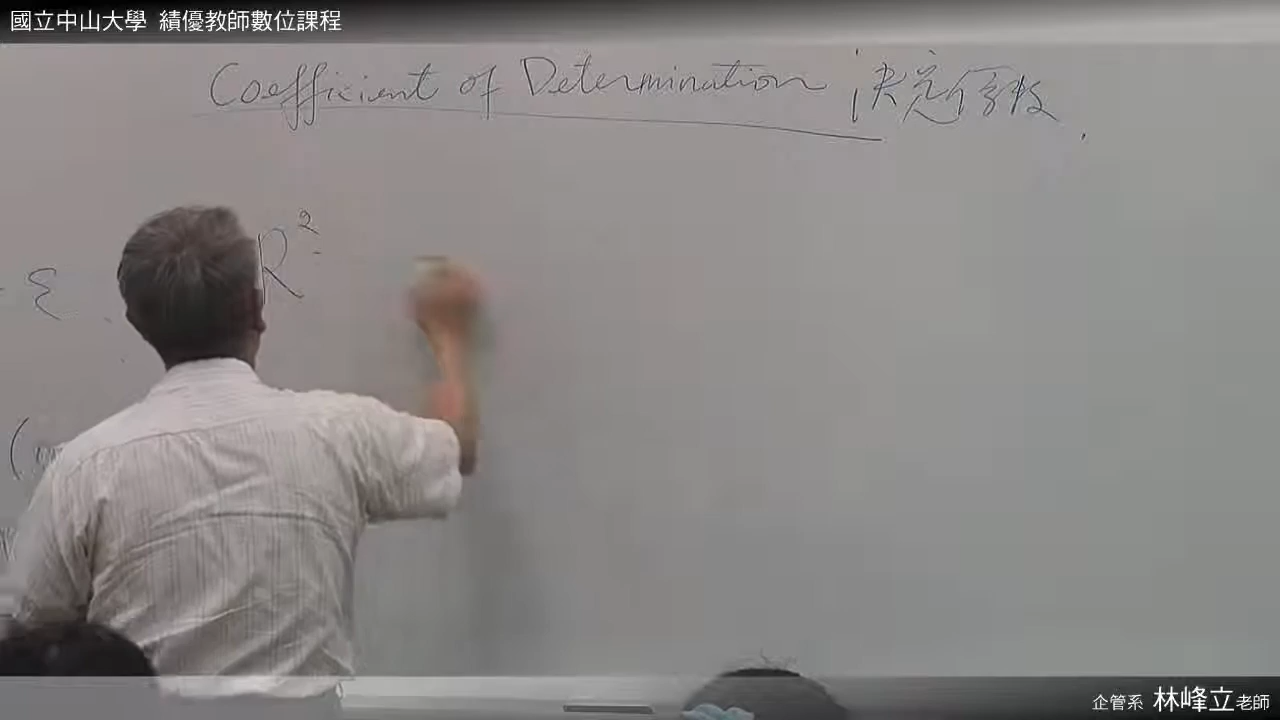 國立中山大學 績優教師數位課程
Coefficient of Determination 決定係數
R²
ε
企管系 林峰立老師